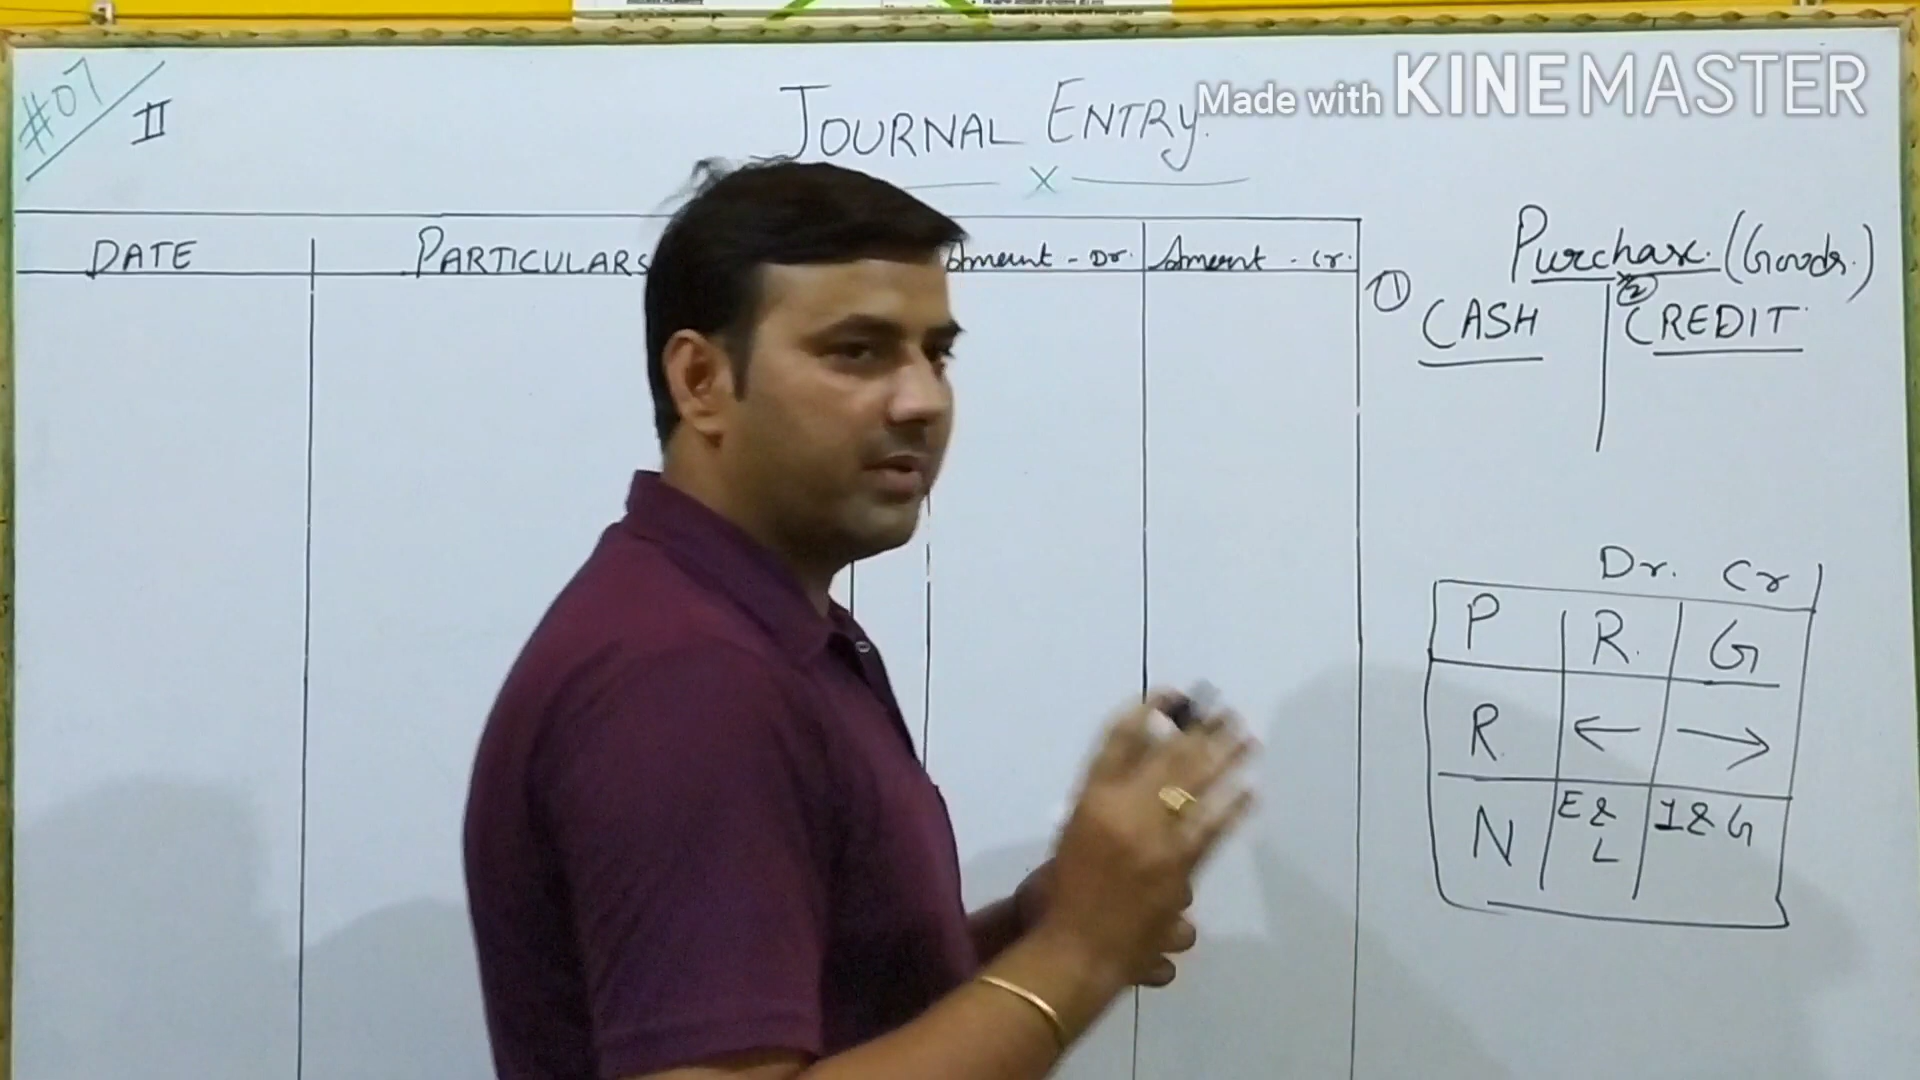 #07
II
JOURNAL ENTRY.
Made with KINEMASTER
x
DATE PARTICULARS Amount - Dr. Amount - Cr.
Purchase. (Goods.)
① CASH ② CREDIT
Dr. Cr
P R. G
R. ← →
N E & L I & G